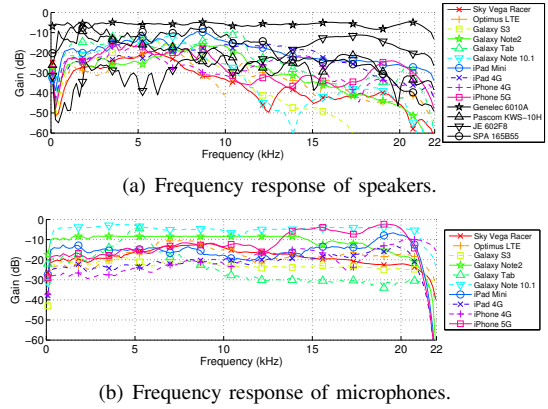 0
−10
−20
−30
−40
−50
−60
Gain (dB)
0
5
10
15
20
22
Frequency (kHz)
Sky Vega Racer
Optimus LTE
Galaxy S3
Galaxy Note2
Galaxy Tab
Galaxy Note 10.1
iPad Mini
iPad 4G
iPhone 4G
iPhone 5G
Genelec 6010A
Pascom KWS−10H
JE 602F8
SPA 165B55
(a) Frequency response of speakers.
0
−10
−20
−30
−40
−50
−60
Gain (dB)
0
5
10
15
20
22
Frequency (kHz)
Sky Vega Racer
Optimus LTE
Galaxy S3
Galaxy Note2
Galaxy Tab
Galaxy Note 10.1
iPad Mini
iPad 4G
iPhone 4G
iPhone 5G
(b) Frequency response of microphones.